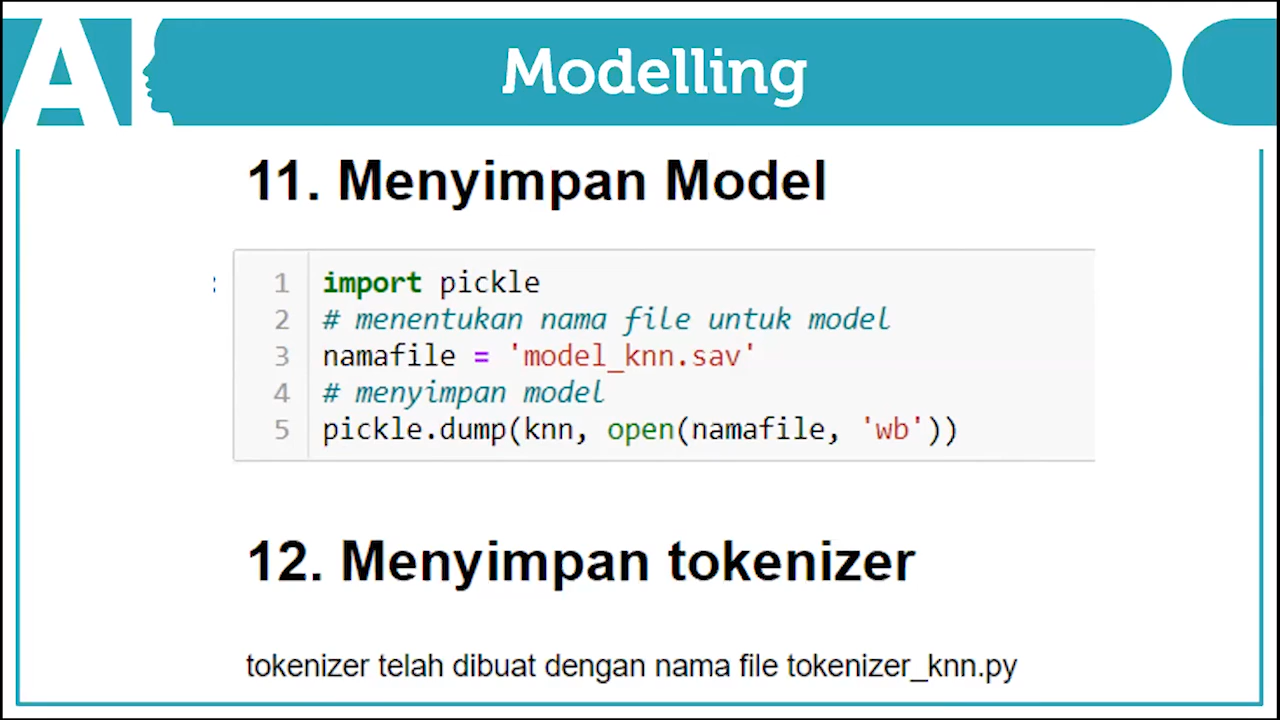 AI
Modelling
11. Menyimpan Model
:
1 import pickle
2 # menentukan nama file untuk model
3 namafile = 'model_knn.sav'
4 # menyimpan model
5 pickle.dump(knn, open(namafile, 'wb'))
12. Menyimpan tokenizer
tokenizer telah dibuat dengan nama file tokenizer_knn.py